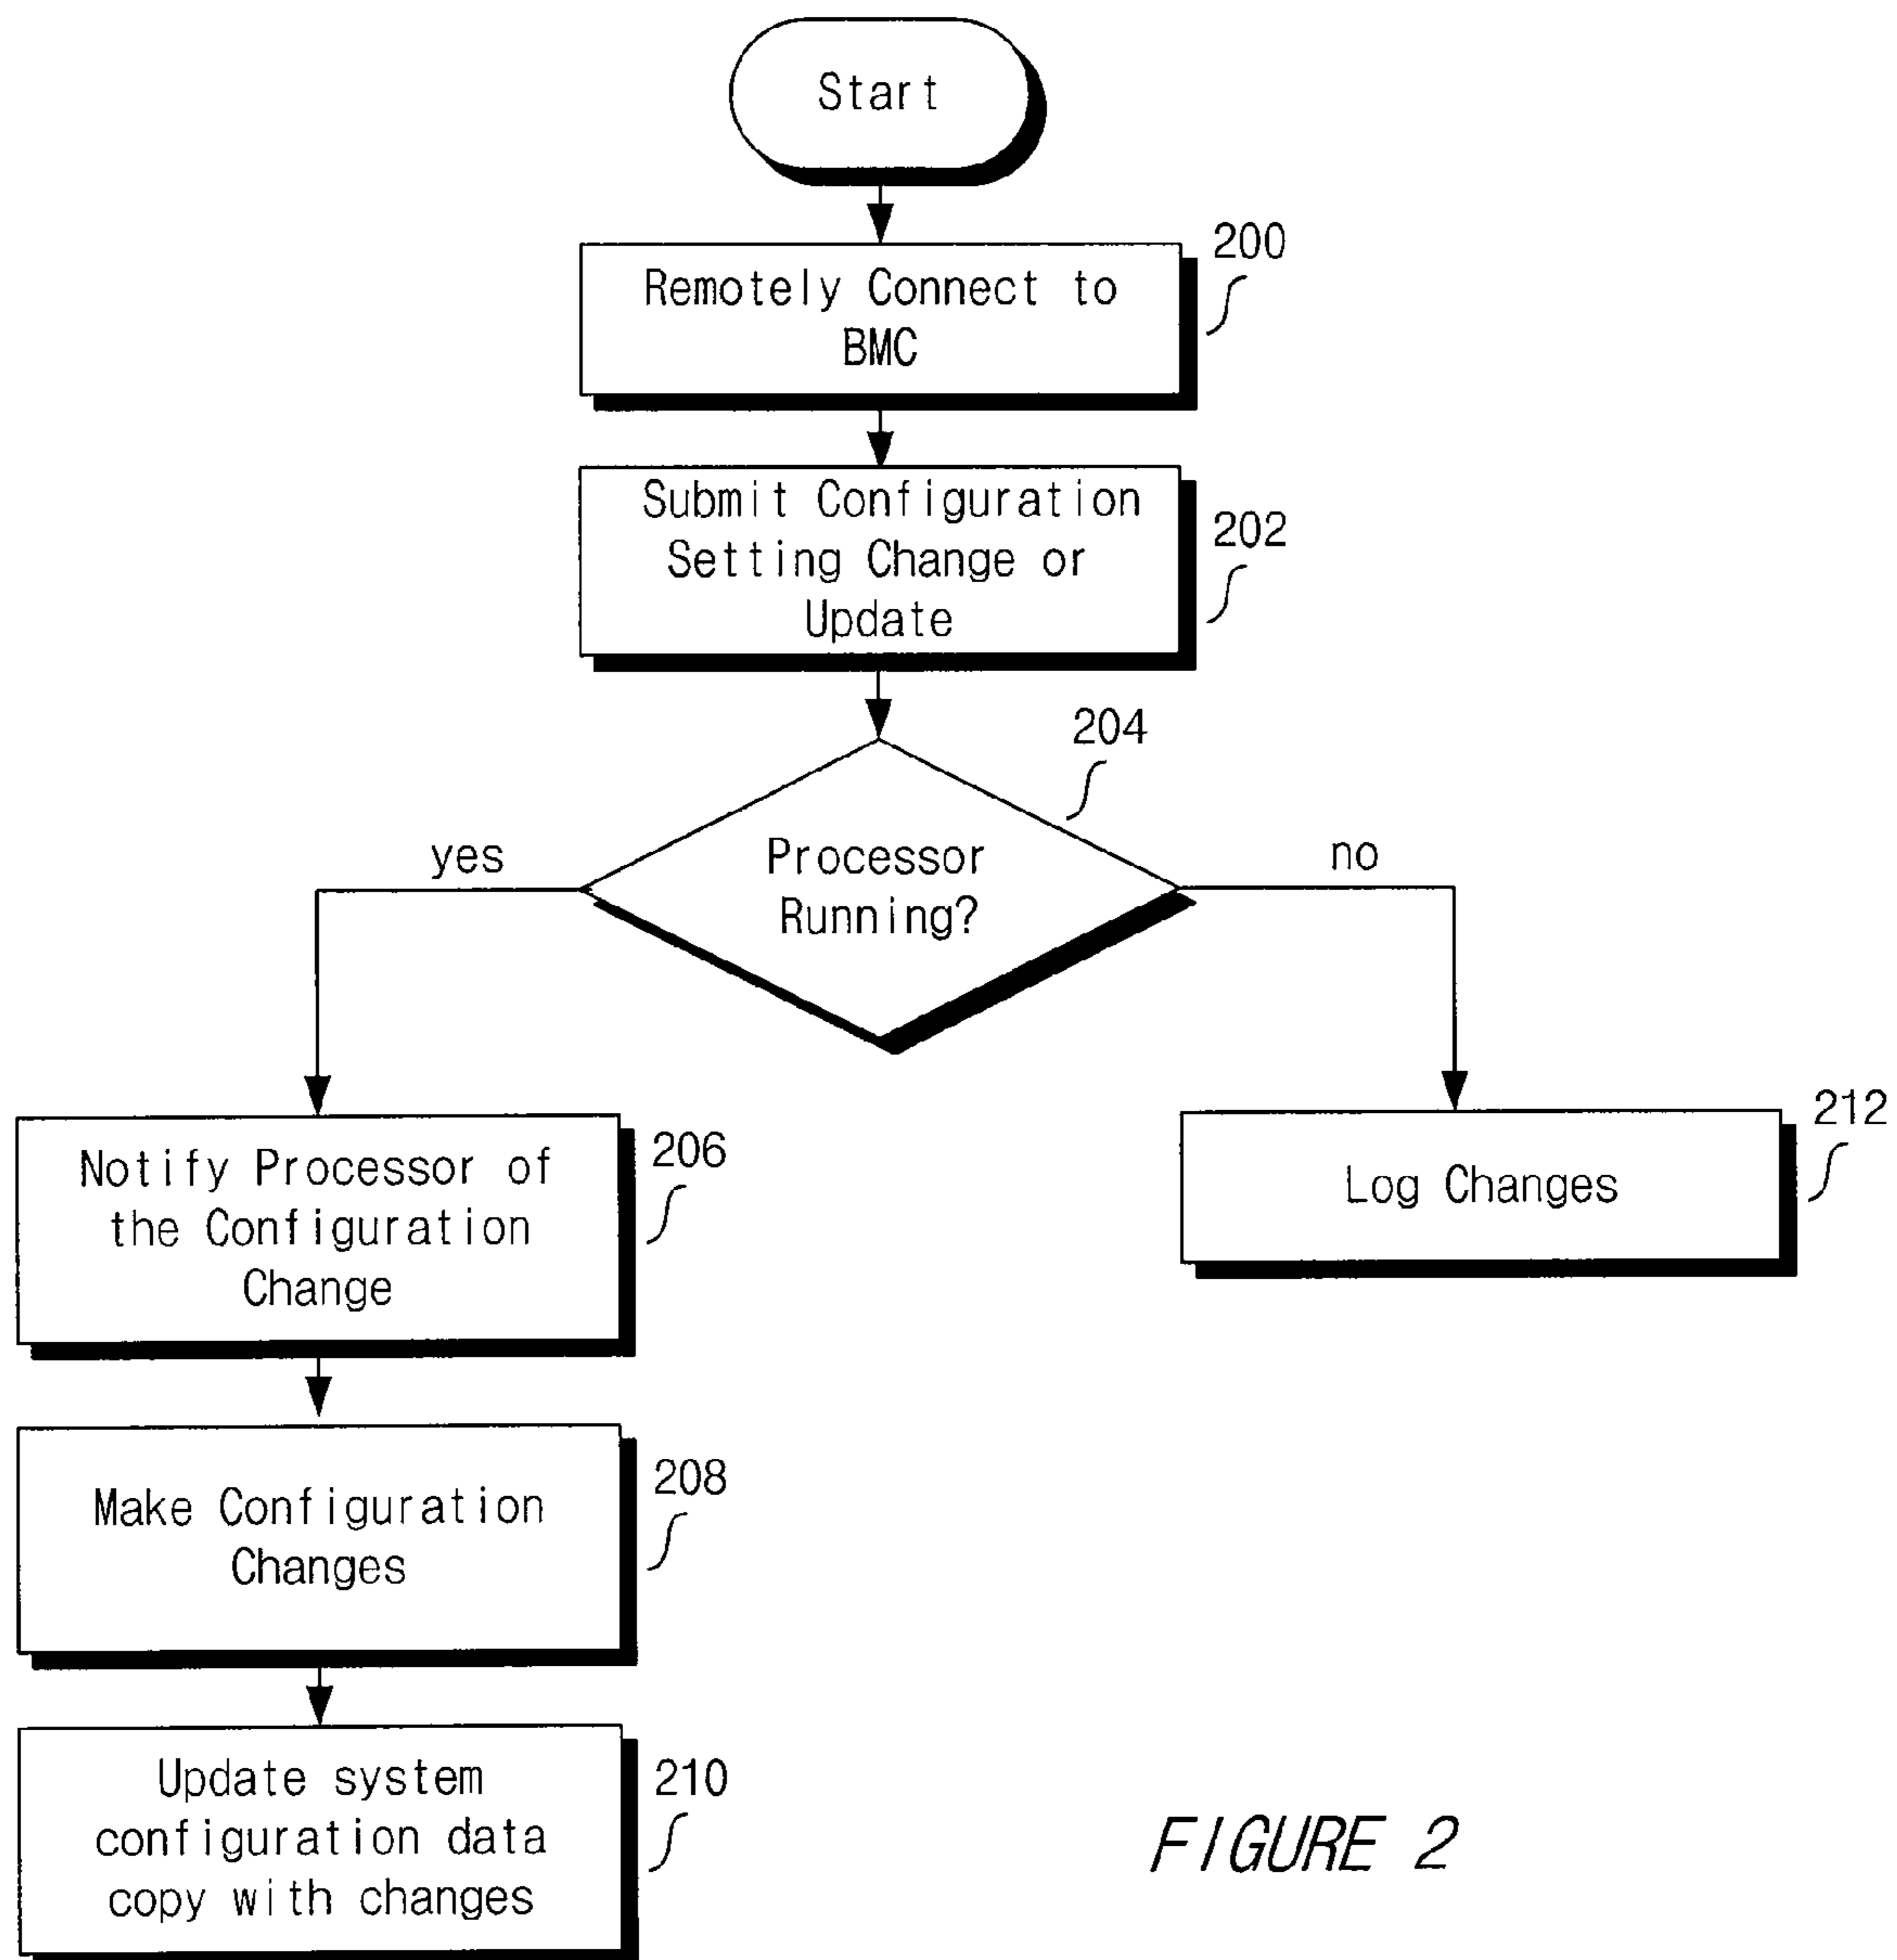 Start
200
Remotely Connect to
BMC
Submit Configuration
Setting Change or
Update
202
204
yes
Processor
Running?
no
Notify Processor of
the Configuration
Change
206
Log Changes
212
Make Configuration
Changes
208
Update system
configuration data
copy with changes
210
FIGURE 2